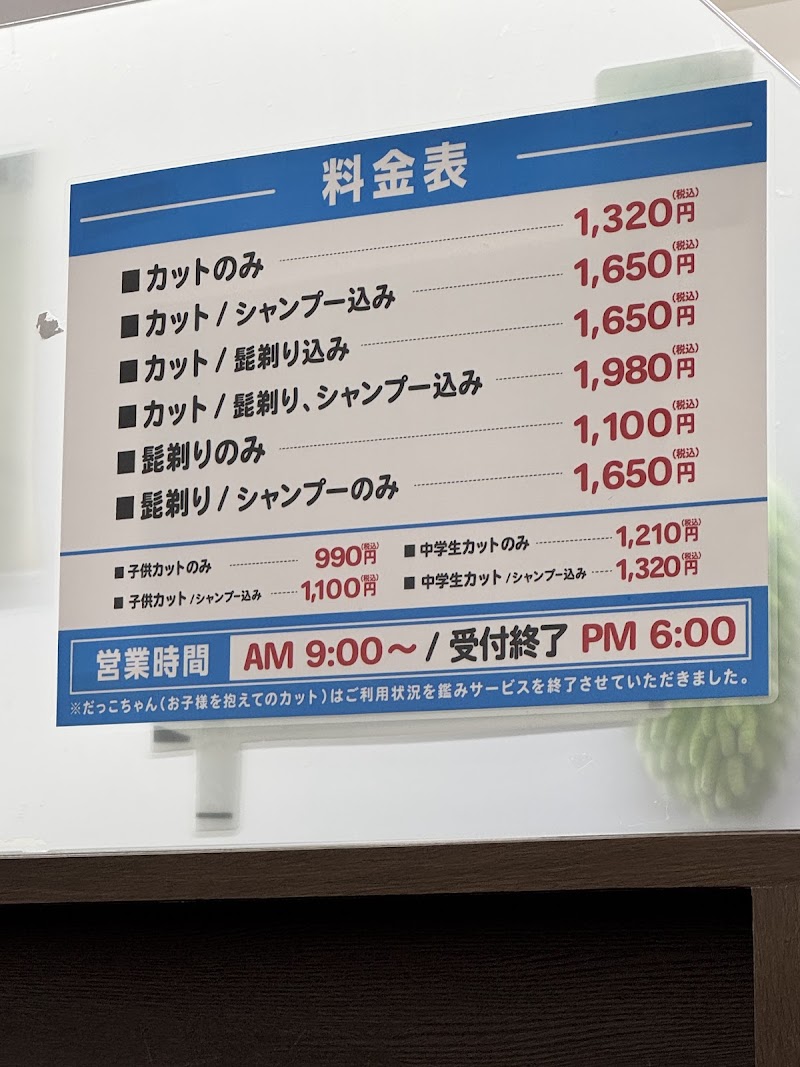 料金表
■カットのみ 1,320円(税込)
■カット/シャンプー込み 1,650円(税込)
■カット/髭剃り込み 1,650円(税込)
■カット/髭剃り、シャンプー込み 1,980円(税込)
■髭剃りのみ 1,100円(税込)
■髭剃り/シャンプーのみ 1,650円(税込)
■子供カットのみ 990円(税込)
■子供カット/シャンプー込み 1,100円(税込)
■中学生カットのみ 1,210円(税込)
■中学生カット/シャンプー込み 1,320円(税込)
営業時間 AM 9:00〜/受付終了 PM 6:00
※だっこちゃん(お子様を抱えてのカット)はご利用状況を鑑みサービスを終了させていただきました。